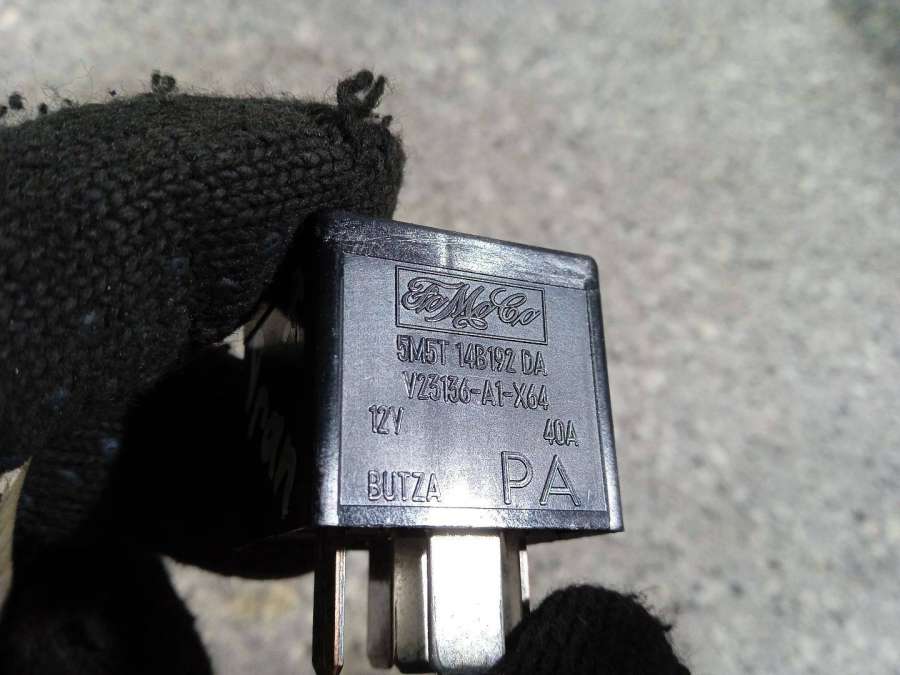 FoMoCo
5M5T 14B192 DA
V23136-A1-X64
12V 40A
BUTZA PA